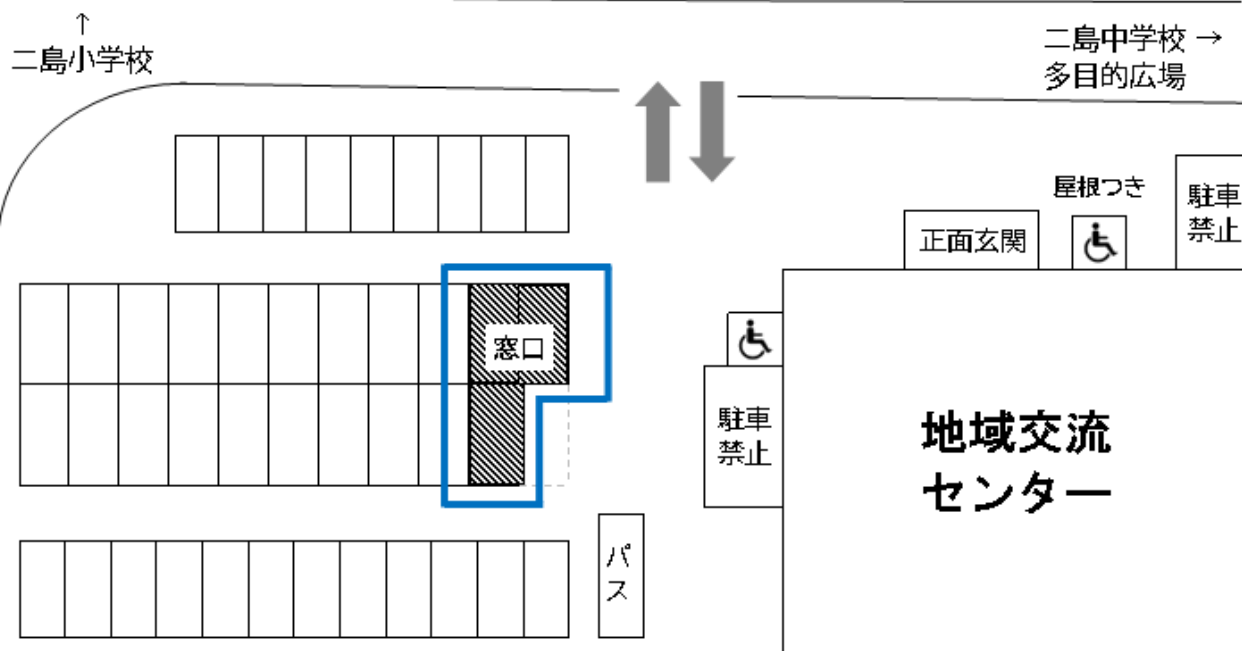 ↑
二島小学校
二島中学校 →
多目的広場
屋根つき
駐車
禁止
正面玄関
窓口
駐車
禁止
地域交流
センター
パ
ス